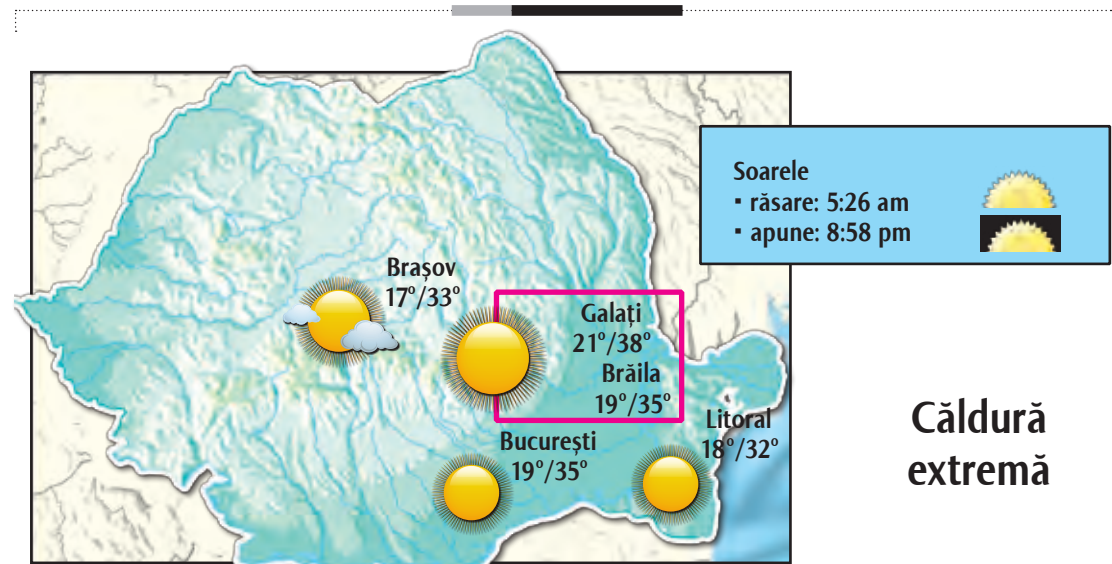 Soarele
▪ răsare: 5:26 am
▪ apune: 8:58 pm
Brașov
17°/33°
Galați
21°/38°
Brăila
19°/35°
Litoral
18°/32°
București
19°/35°
Căldură
extremă